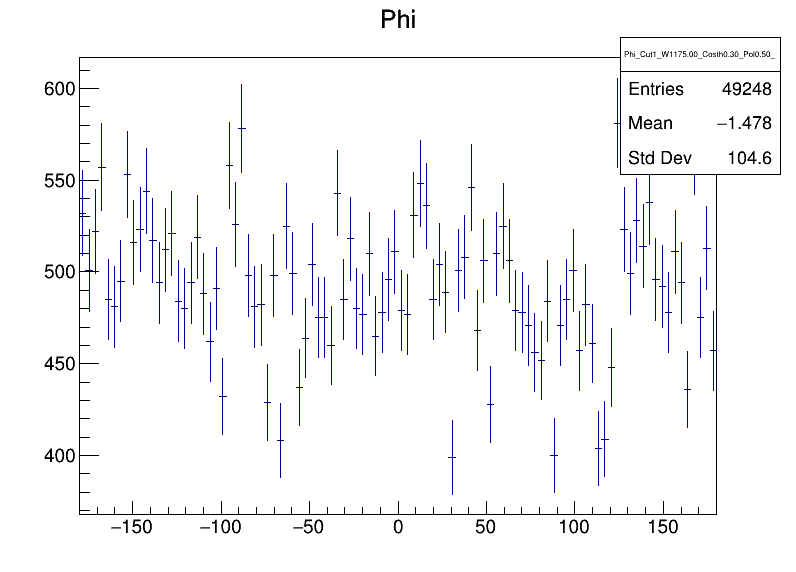 Phi
Phi_Cut1_W1175.00_Costh0.30_Pol0.50_
Entries 49248
Mean −1.478
Std Dev 104.6
600
550
500
450
400
−150 −100 −50 0 50 100 150